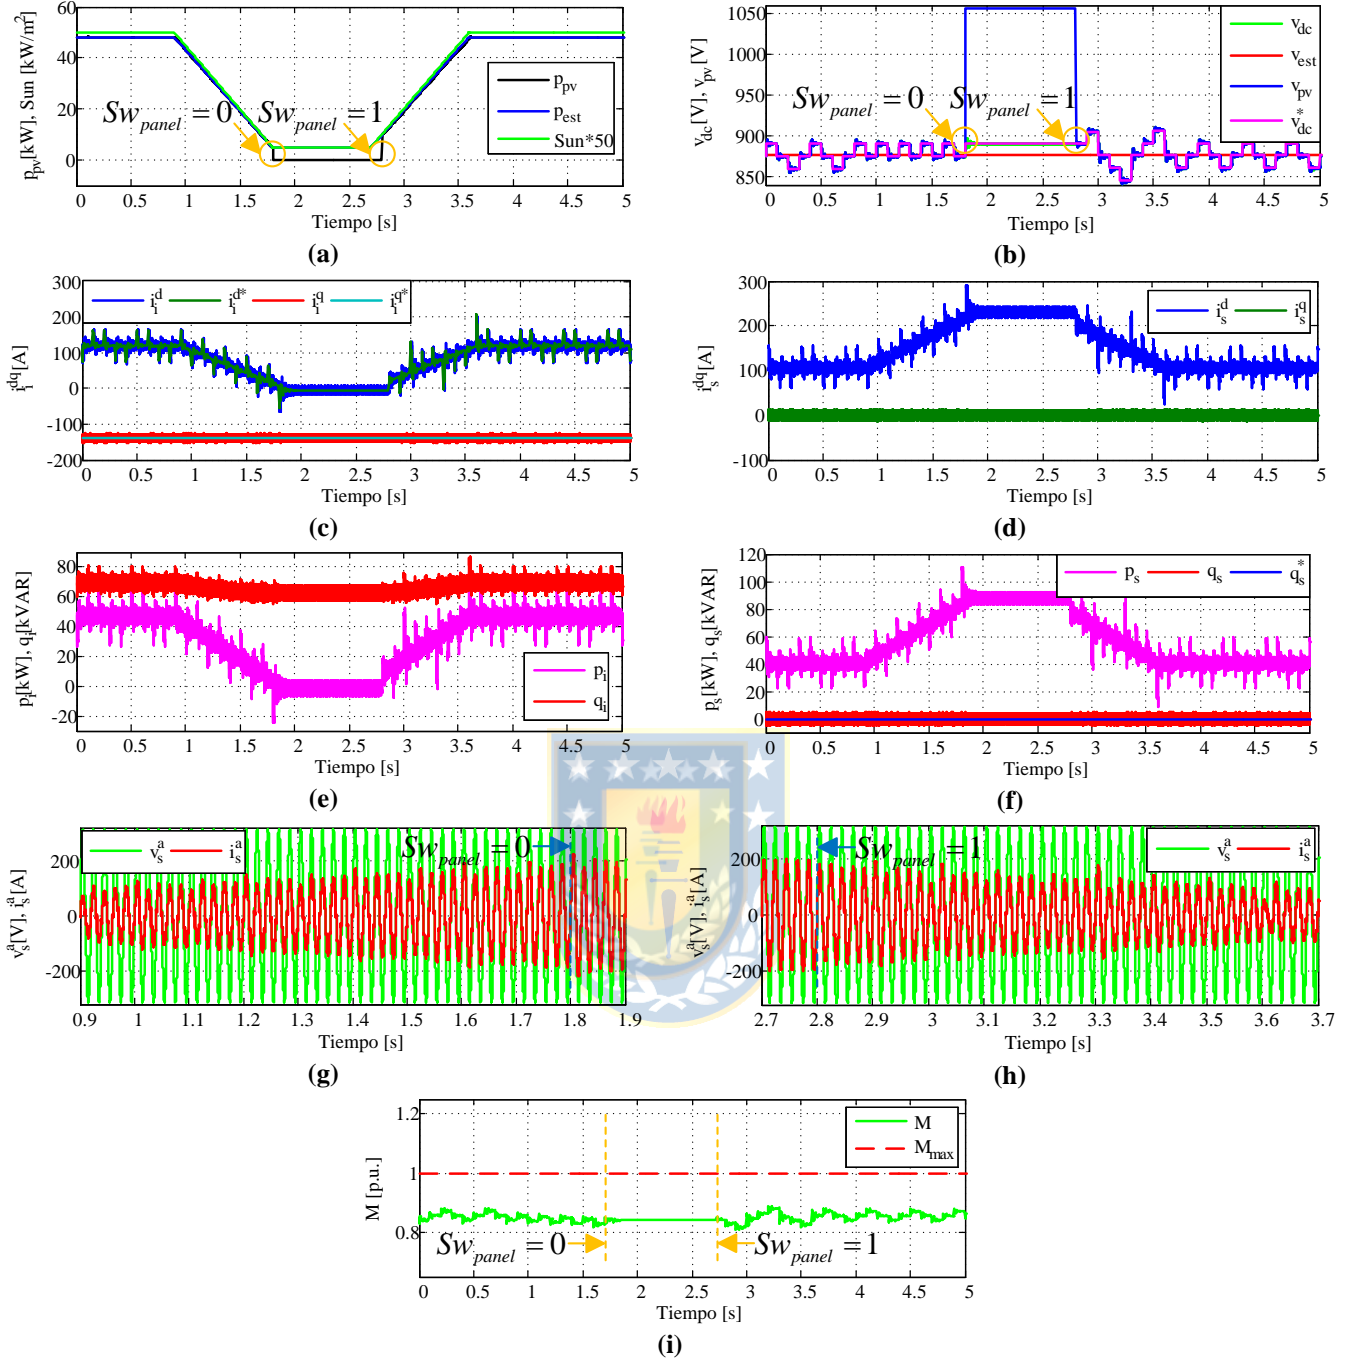 60
40
20
0
p_pv[kW], Sun [kW/m²]
Sw_panel = 0
Sw_panel = 1
p_pv
p_est
Sun*50
0 0.5 1 1.5 2 2.5 3 3.5 4 4.5 5
Tiempo [s]
(a)
1050
1000
950
900
850
v_dc [V], v_pv [V]
Sw_panel = 0
Sw_panel = 1
v_dc
v_est
v_pv
v_dc^*
0 0.5 1 1.5 2 2.5 3 3.5 4 4.5 5
Tiempo [s]
(b)
300
200
100
0
-100
-200
i_i^dq[A]
i_i^d i_i^d* i_i^q i_i^q*
0 0.5 1 1.5 2 2.5 3 3.5 4 4.5 5
Tiempo [s]
(c)
300
200
100
0
-100
i_s^dq[A]
i_s^d i_s^q
0 0.5 1 1.5 2 2.5 3 3.5 4 4.5 5
Tiempo [s]
(d)
80
60
40
20
0
-20
p_i[kW], q_i[kVAR]
p_i
q_i
0 0.5 1 1.5 2 2.5 3 3.5 4 4.5 5
Tiempo [s]
(e)
120
100
80
60
40
20
0
p_s[kW], q_s[kVAR]
p_s q_s q_s^*
0 0.5 1 1.5 2 2.5 3 3.5 4 4.5 5
Tiempo [s]
(f)
200
0
-200
v_s^a[V], i_s^a[A]
v_s^a i_s^a
Sw_panel = 0
0.9 1 1.1 1.2 1.3 1.4 1.5 1.6 1.7 1.8 1.9
Tiempo [s]
(g)
200
0
-200
v_s^a[V], i_s^a[A]
Sw_panel = 1
v_s^a i_s^a
2.7 2.8 2.9 3 3.1 3.2 3.3 3.4 3.5 3.6 3.7
Tiempo [s]
(h)
1.2
1
0.8
M [p.u.]
M
M_max
Sw_panel = 0
Sw_panel = 1
0 0.5 1 1.5 2 2.5 3 3.5 4 4.5 5
Tiempo [s]
(i)